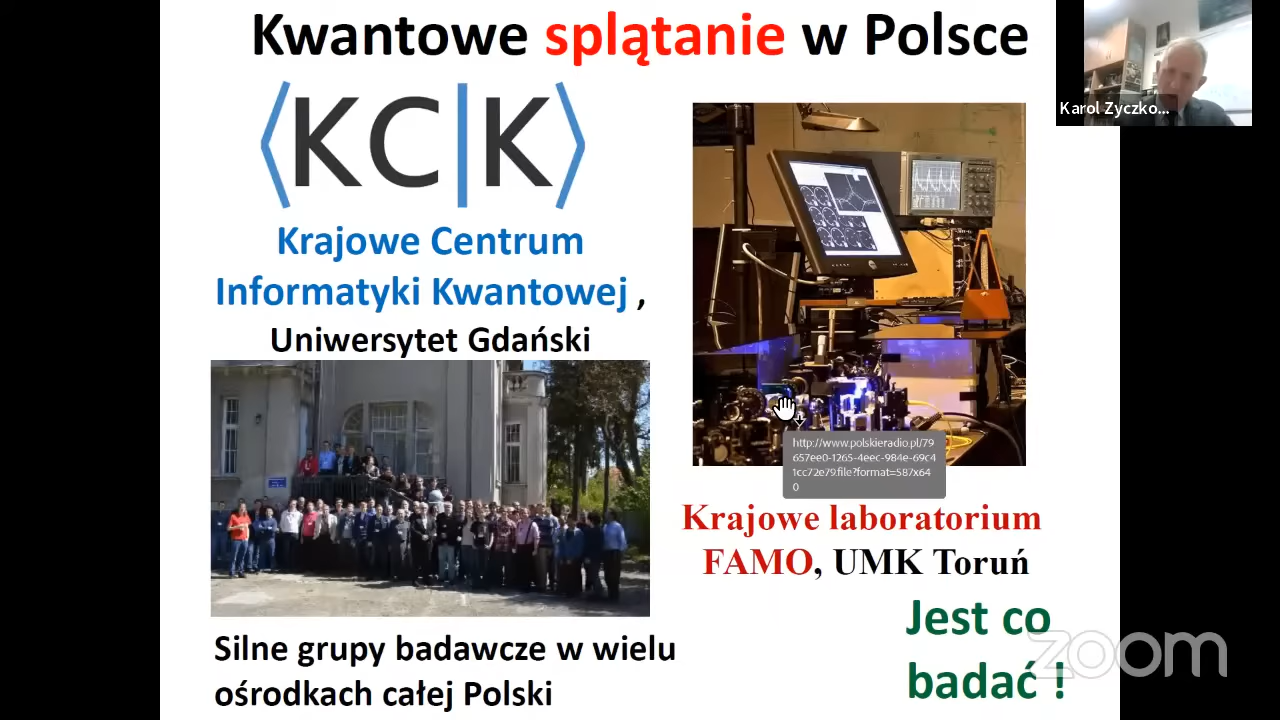 Kwantowe splątanie w Polsce
⟨KC|K⟩
Krajowe Centrum
Informatyki Kwantowej ,
Uniwersytet Gdański
Karol Zyczko...
http://www.polskieradio.pl/79
657ee0-1265-4eec-984e-69c4
1cc72e79.file?format=587x64
0
Krajowe laboratorium
FAMO, UMK Toruń
Silne grupy badawcze w wielu
ośrodkach całej Polski
Jest co
badać !
zoom